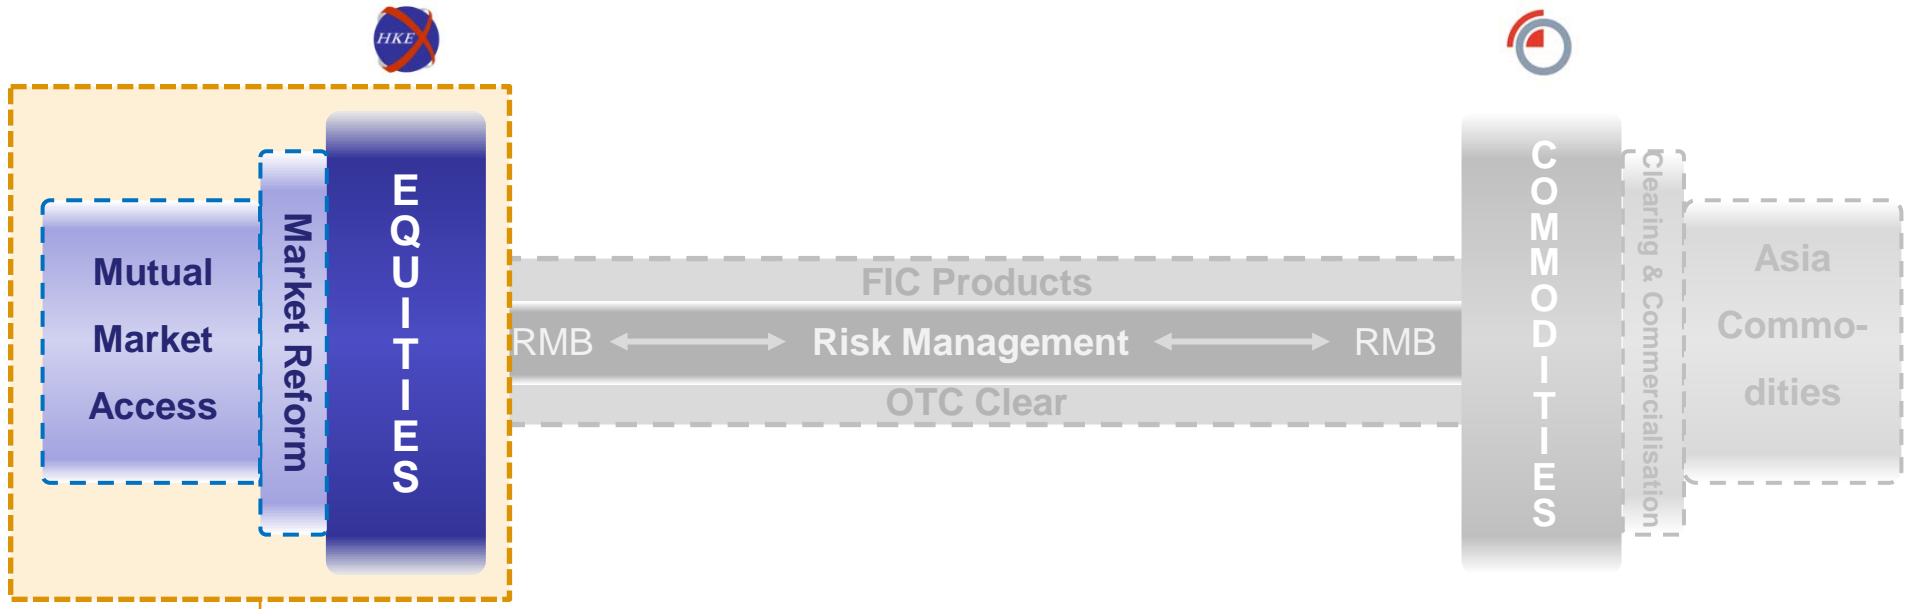 HKE
Mutual
Market
Access
Market Reform
EQUITIES
FIC Products
RMB Risk Management RMB
OTC Clear
COMMODITIES
Clearing & Commercialisation
Asia
Commo-
dities